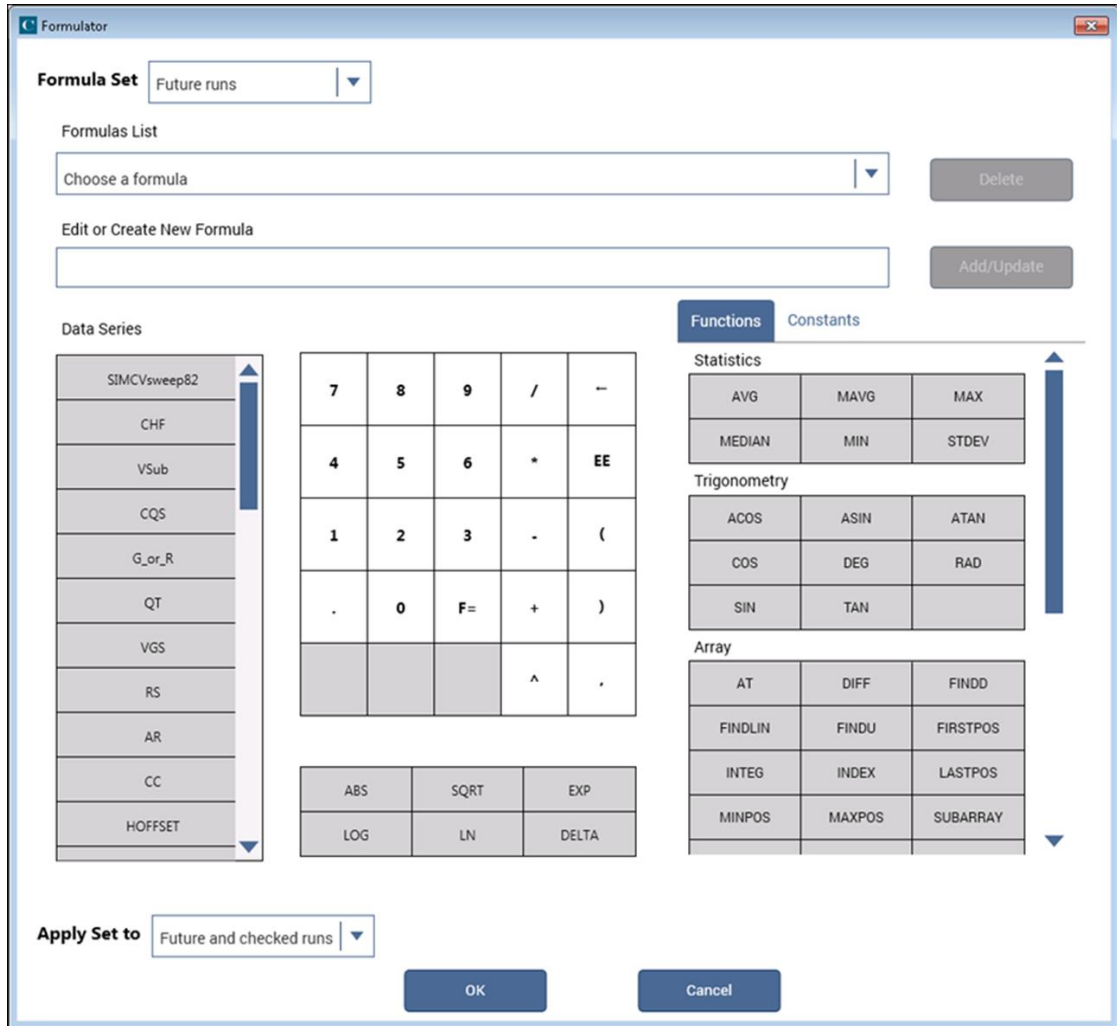 C Formulator
Formula Set Future runs
Formulas List
Choose a formula
Delete
Edit or Create New Formula
Add/Update
Data Series
SIMCVsweep82
CHF
VSub
CQS
G_or_R
QT
VGS
RS
AR
CC
HOFFSET
7 8 9 / ←
4 5 6 * EE
1 2 3 - (
. 0 F= + )
^ ,
ABS SQRT EXP
LOG LN DELTA
Functions Constants
Statistics
AVG MAVG MAX
MEDIAN MIN STDEV
Trigonometry
ACOS ASIN ATAN
COS DEG RAD
SIN TAN
Array
AT DIFF FINDD
FINDLIN FINDU FIRSTPOS
INTEG INDEX LASTPOS
MINPOS MAXPOS SUBARRAY
Apply Set to Future and checked runs
OK Cancel